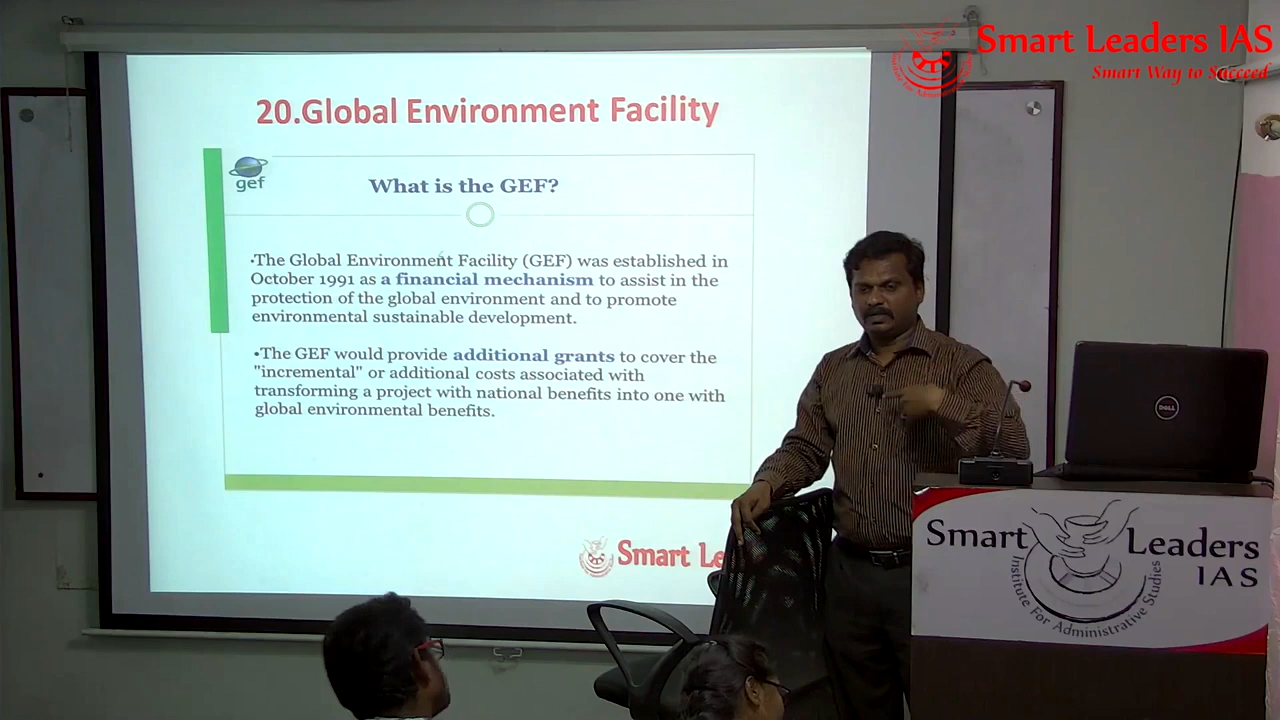 Smart Leaders IAS
Smart Way to Succeed
20.Global Environment Facility
gef
What is the GEF?
•The Global Environment Facility (GEF) was established in
October 1991 as a financial mechanism to assist in the
protection of the global environment and to promote
environmental sustainable development.
•The GEF would provide additional grants to cover the
"incremental" or additional costs associated with
transforming a project with national benefits into one with
global environmental benefits.
Smart Le
DELL
Smart Leaders
IAS
Institute For Administrative Studies